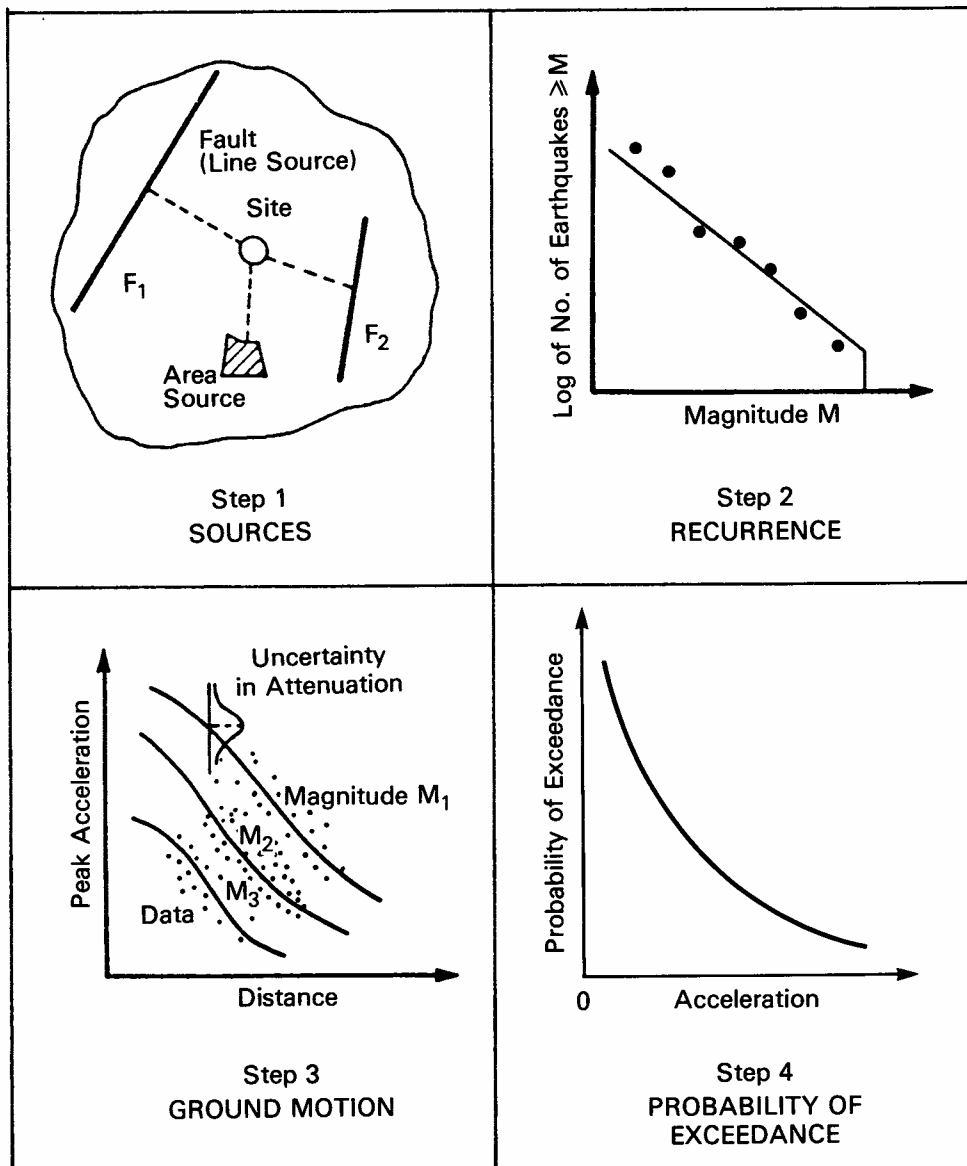 Fault
(Line Source)
Site
F1
F2
Area
Source
Step 1
SOURCES
Log of No. of Earthquakes ⩾M
Magnitude M
Step 2
RECURRENCE
Uncertainty
in Attenuation
Peak Acceleration
Magnitude M1
M2
M3
Data
Distance
Step 3
GROUND MOTION
Probability of Exceedance
0
Acceleration
Step 4
PROBABILITY OF
EXCEEDANCE